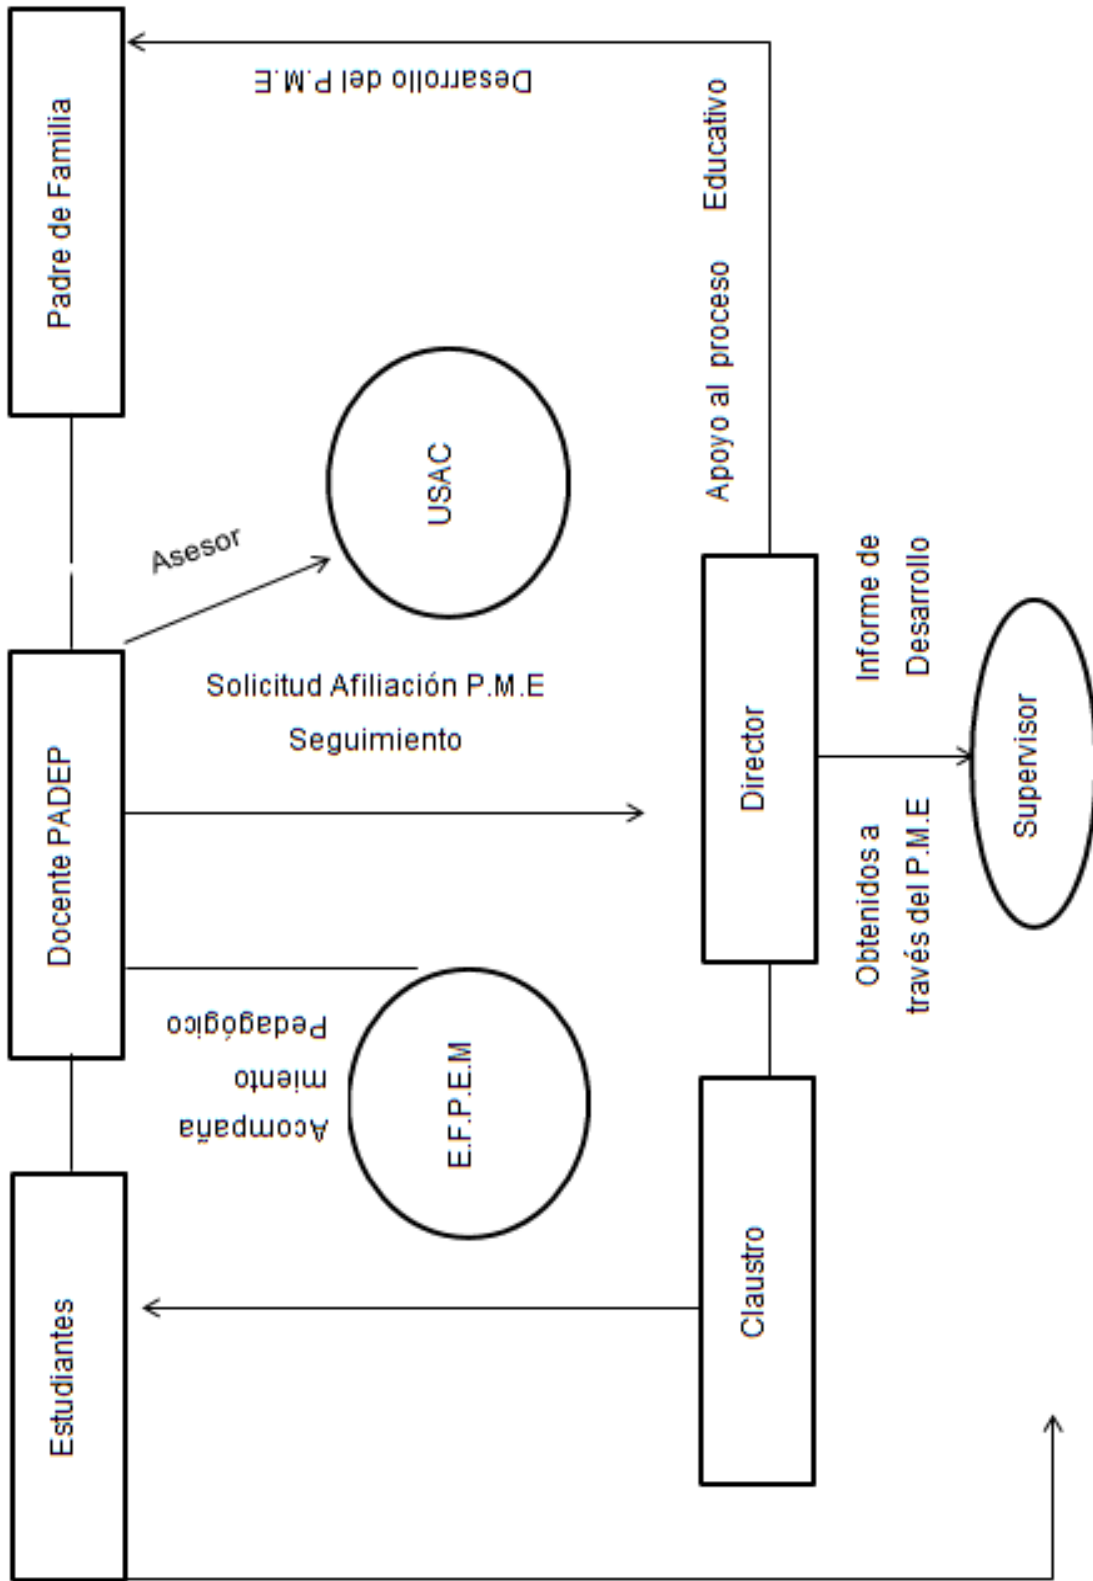 Estudiantes
Docente PADEP
Padre de Familia
Acompaña
miento
Pedagógico
Solicitud Afiliación P.M.E
Seguimiento
Asesor
E.F.P.E.M
USAC
Desarrollo del P.M.E
Claustro
Director
Apoyo al proceso Educativo
Obtenidos a
través del P.M.E
Informe de
Desarrollo
Supervisor